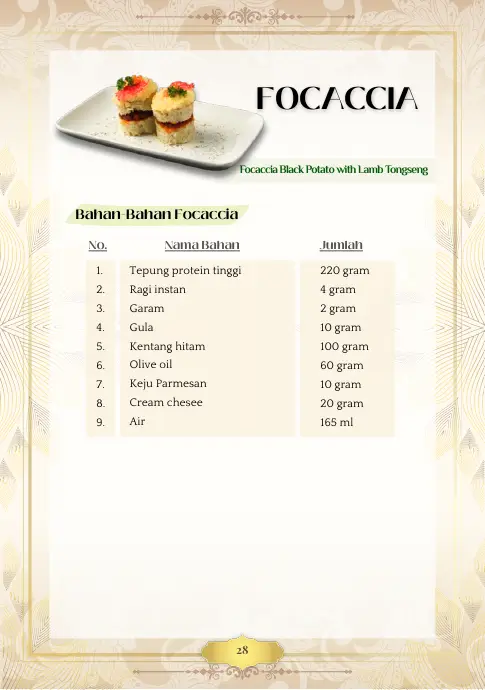 FOCACCIA
Focaccia Black Potato with Lamb Tongseng
Bahan-Bahan Focaccia
No. Nama Bahan Jumlah
1. Tepung protein tinggi 220 gram
2. Ragi instan 4 gram
3. Garam 2 gram
4. Gula 10 gram
5. Kentang hitam 100 gram
6. Olive oil 60 gram
7. Keju Parmesan 10 gram
8. Cream chesee 20 gram
9. Air 165 ml
28